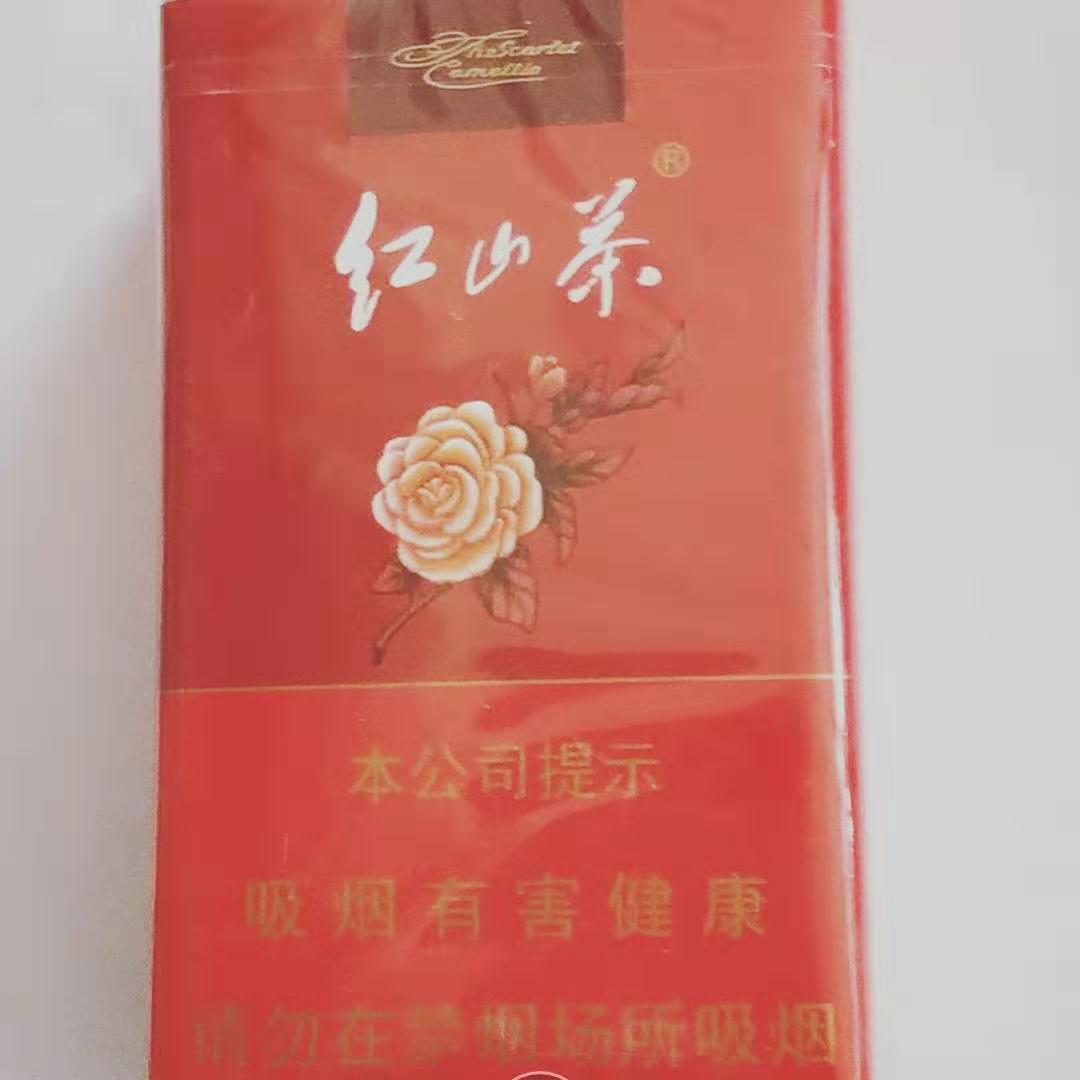 The Scarlet
Camellia
®
红山茶
本公司提示
吸烟有害健康
请勿在禁烟场所吸烟